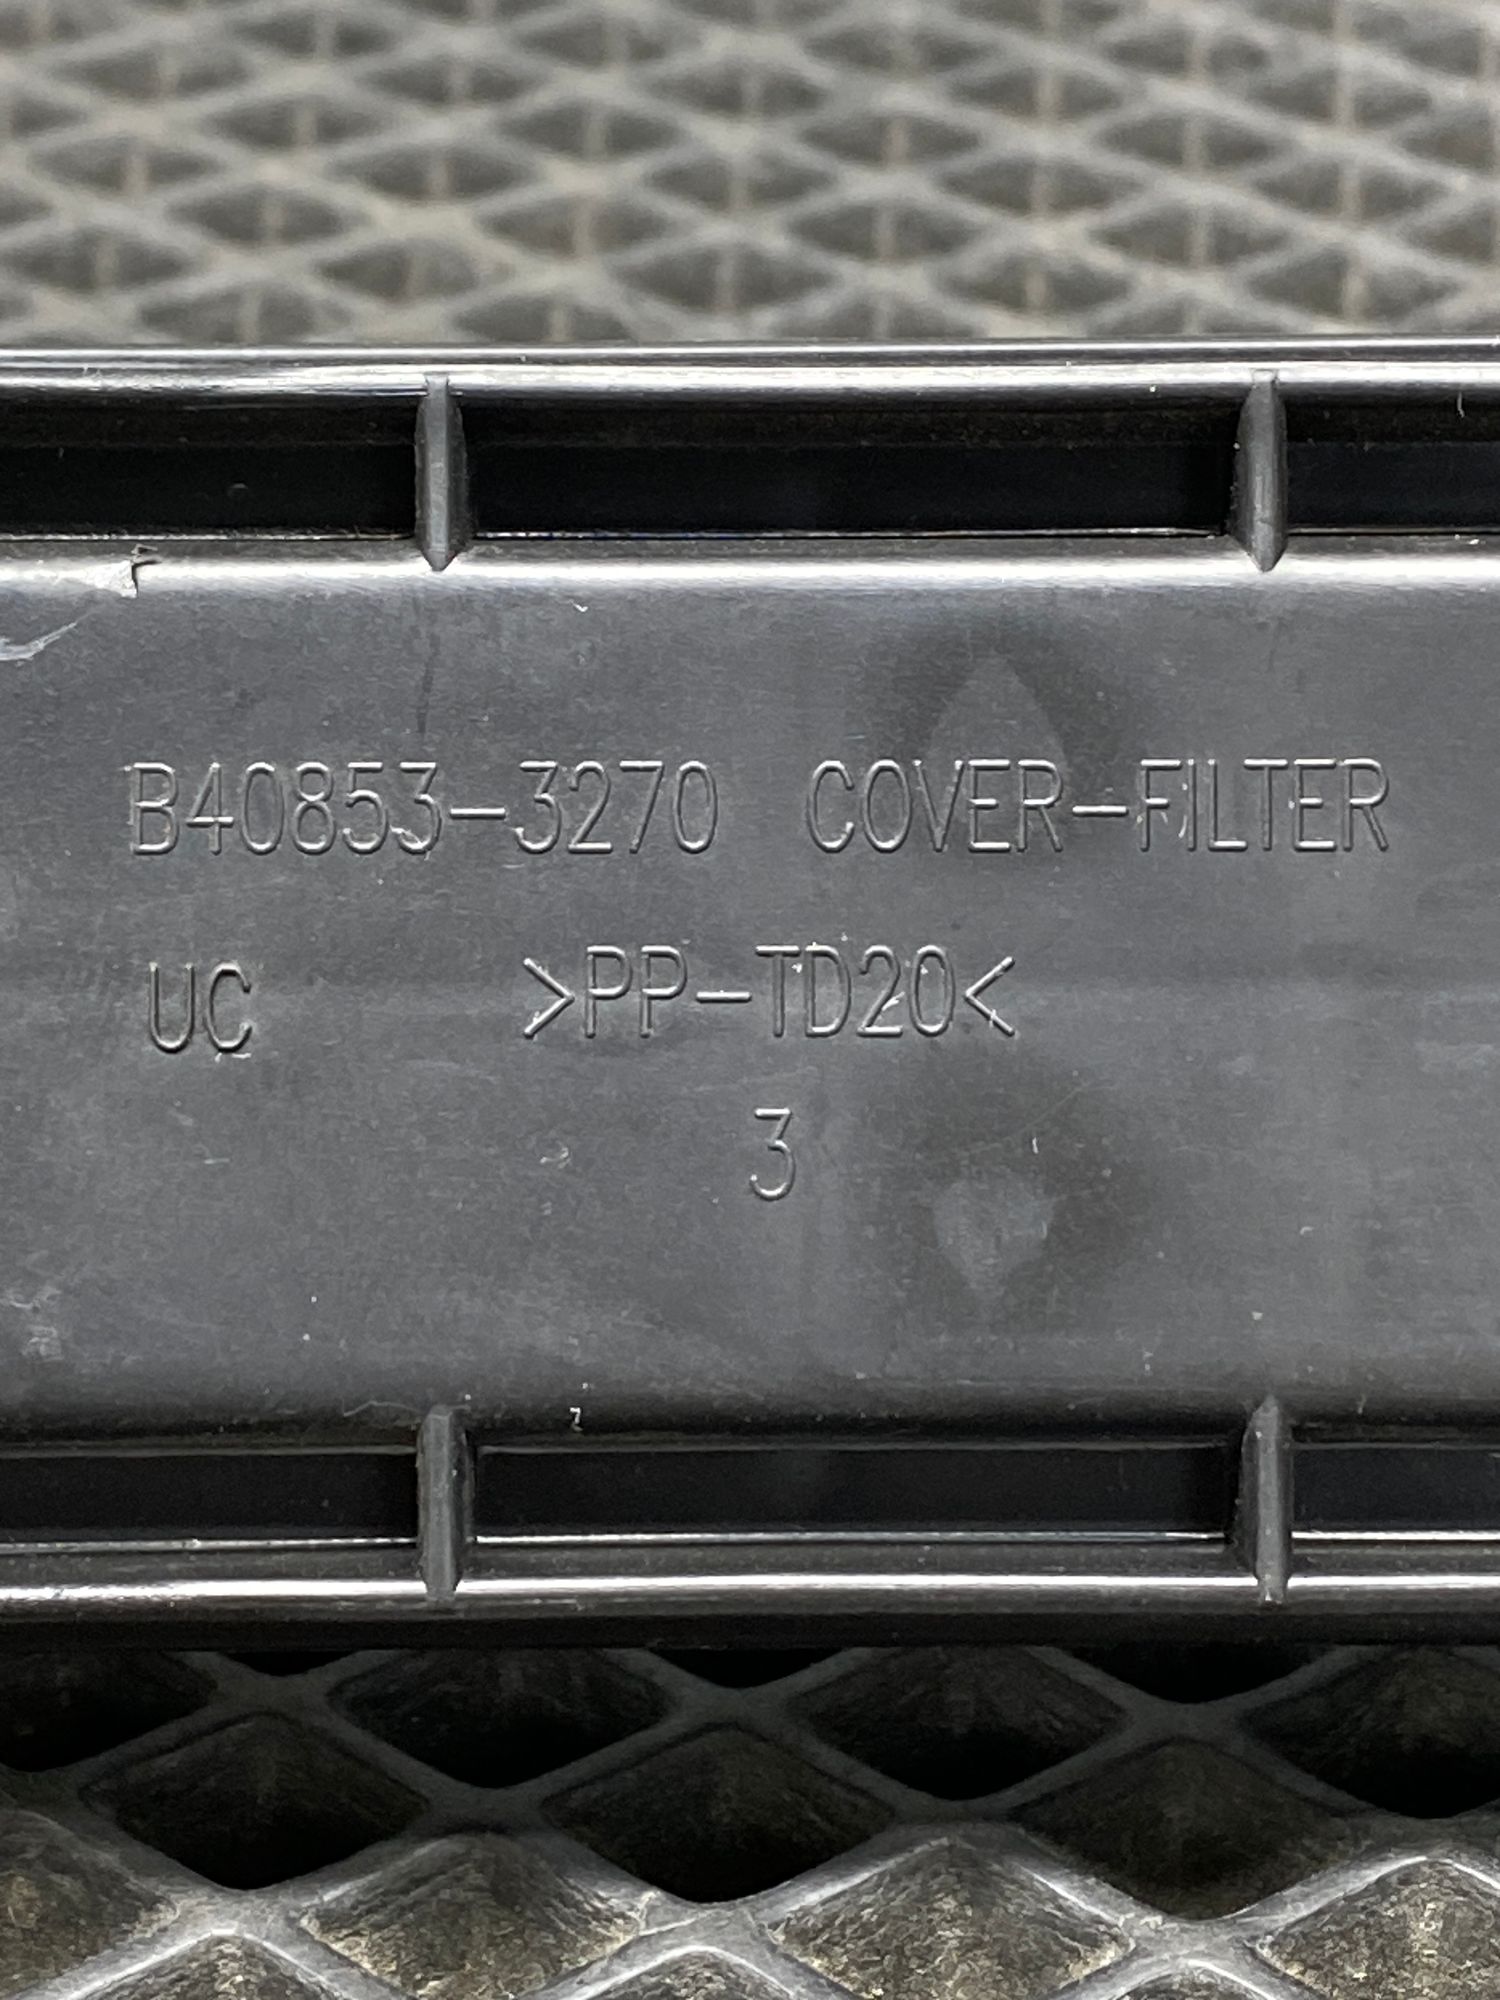 B40853-3270 COVER-FILTER
UC >PP-TD20<
3